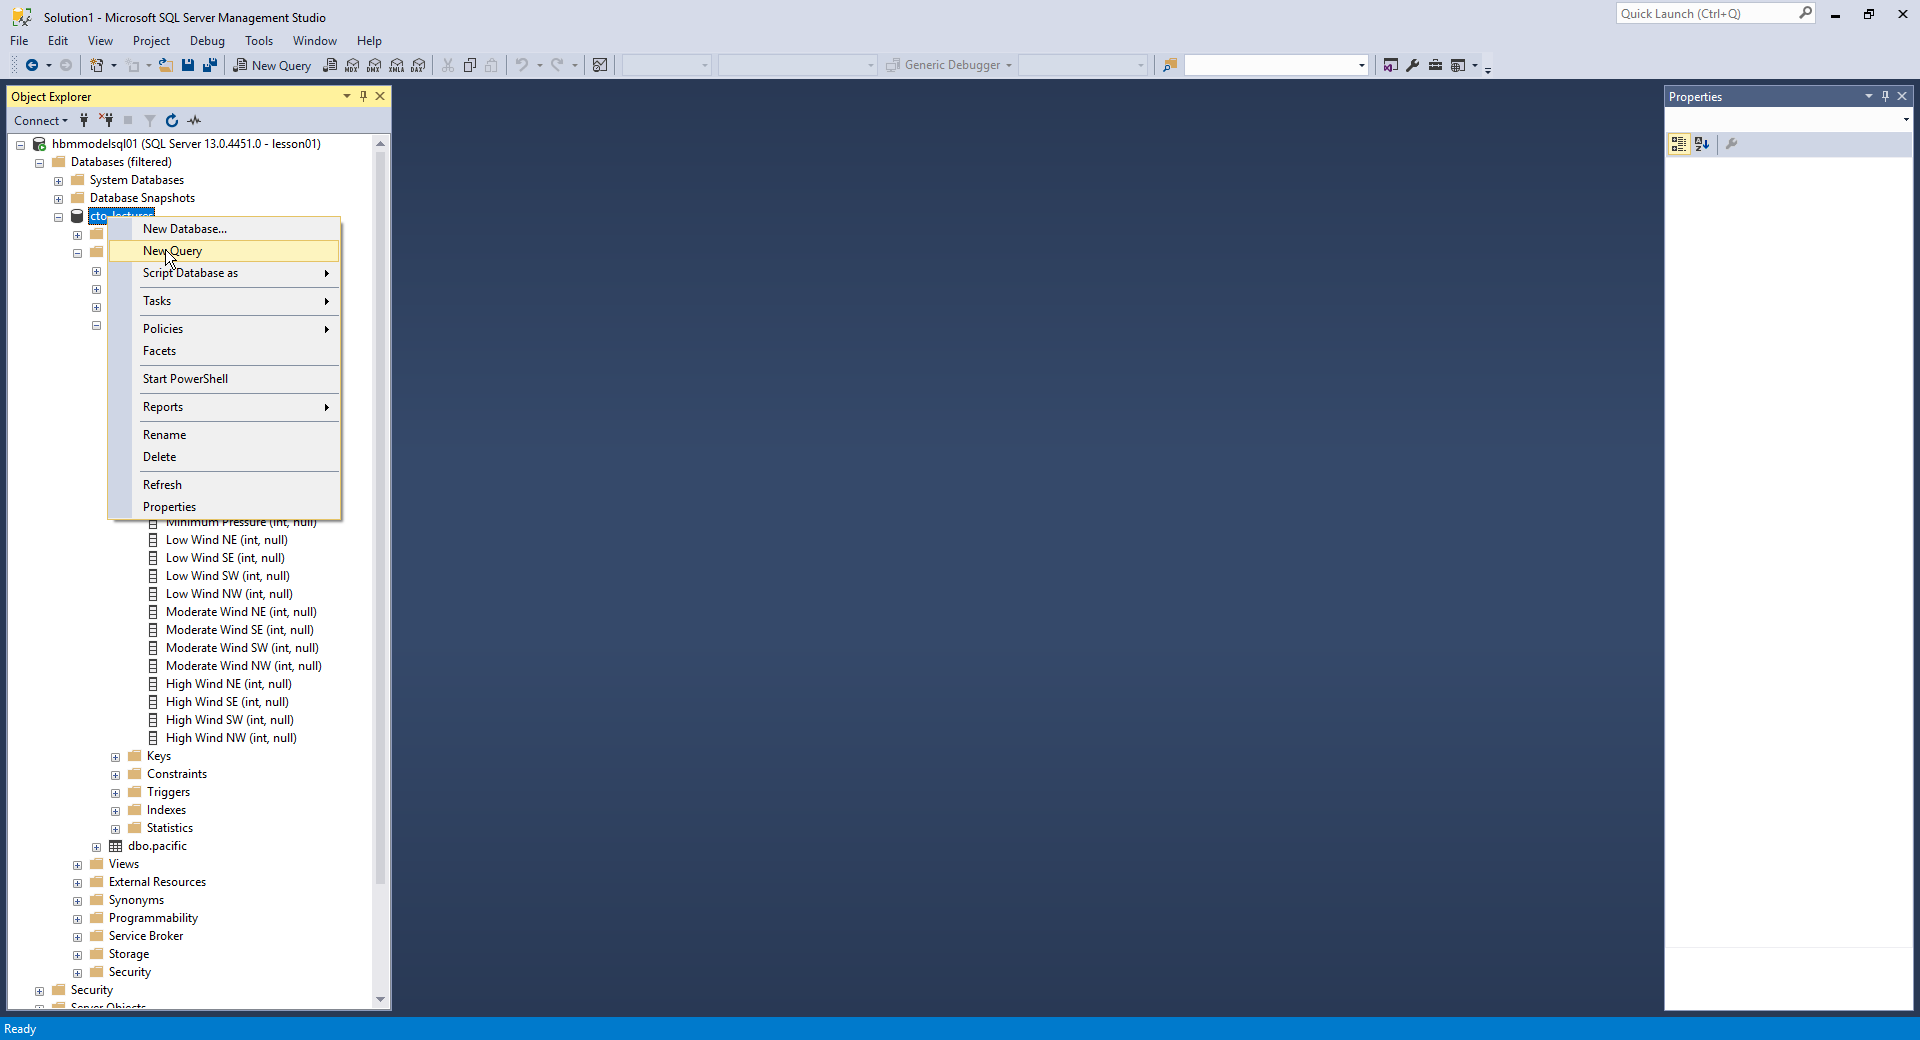 Solution1 - Microsoft SQL Server Management Studio
Quick Launch (Ctrl+Q)
File Edit View Project Debug Tools Window Help
New Query
MDX DMX XMLA DAX
Generic Debugger
Object Explorer
Properties
Connect
hbmmodelsql01 (SQL Server 13.0.4451.0 - lesson01)
Databases (filtered)
System Databases
Database Snapshots
New Database...
New Query
Script Database as
Tasks
Policies
Facets
Start PowerShell
Reports
Rename
Delete
Refresh
Properties
Minimum Pressure (int, null)
Low Wind NE (int, null)
Low Wind SE (int, null)
Low Wind SW (int, null)
Low Wind NW (int, null)
Moderate Wind NE (int, null)
Moderate Wind SE (int, null)
Moderate Wind SW (int, null)
Moderate Wind NW (int, null)
High Wind NE (int, null)
High Wind SE (int, null)
High Wind SW (int, null)
High Wind NW (int, null)
Keys
Constraints
Triggers
Indexes
Statistics
dbo.pacific
Views
External Resources
Synonyms
Programmability
Service Broker
Storage
Security
Security
Server Objects
Ready